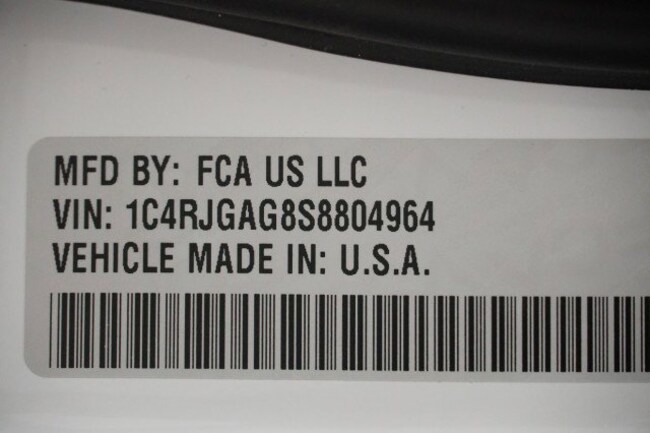 MFD BY: FCA US LLC
VIN: 1C4RJGAG8S8804964
VEHICLE MADE IN: U.S.A.